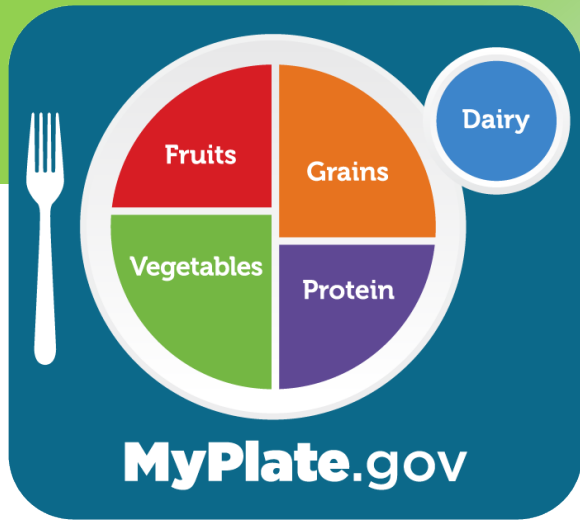 Fruits
Grains
Dairy
Vegetables
Protein
MyPlate.gov